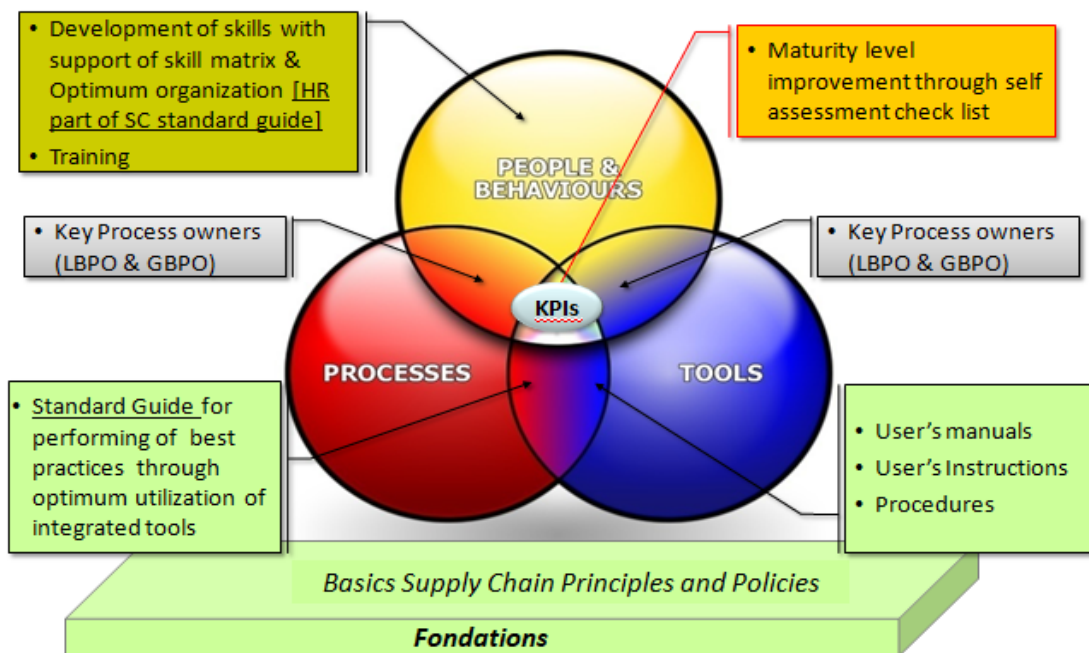 • Development of skills with
support of skill matrix &
Optimum organization [HR
part of SC standard guide]
• Training
• Maturity level
improvement through self
assessment check list
PEOPLE &
BEHAVIOURS
• Key Process owners
(LBPO & GBPO)
• Key Process owners
(LBPO & GBPO)
KPIs
PROCESSES
TOOLS
• Standard Guide for
performing of best
practices through
optimum utilization of
integrated tools
• User's manuals
• User's Instructions
• Procedures
Basics Supply Chain Principles and Policies
Fondations